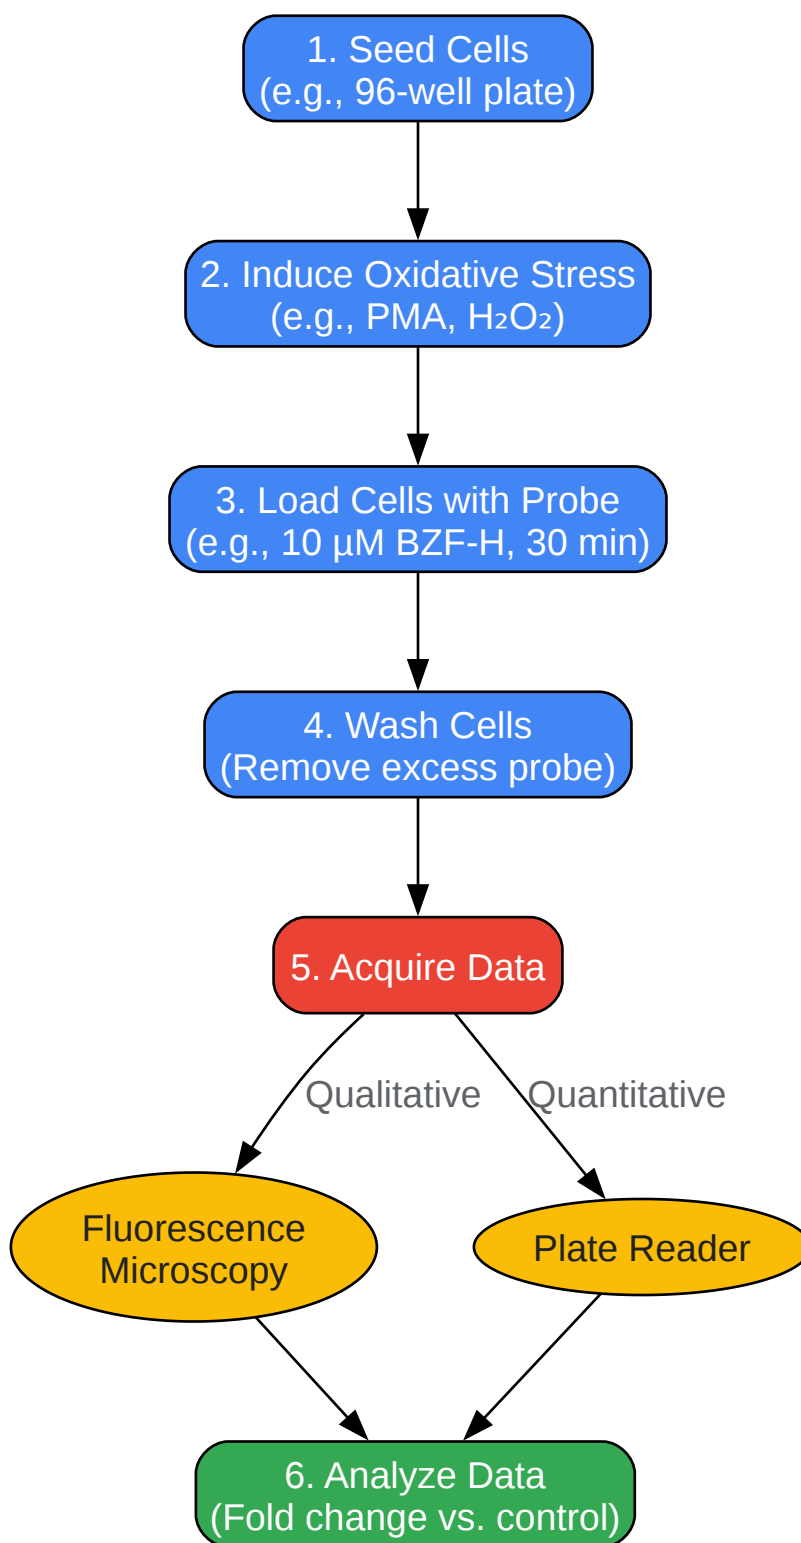 1. Seed Cells
(e.g., 96-well plate)
2. Induce Oxidative Stress
(e.g., PMA, H₂O₂)
3. Load Cells with Probe
(e.g., 10 µM BZF-H, 30 min)
4. Wash Cells
(Remove excess probe)
5. Acquire Data
Qualitative
Quantitative
Fluorescence
Microscopy
Plate Reader
6. Analyze Data
(Fold change vs. control)